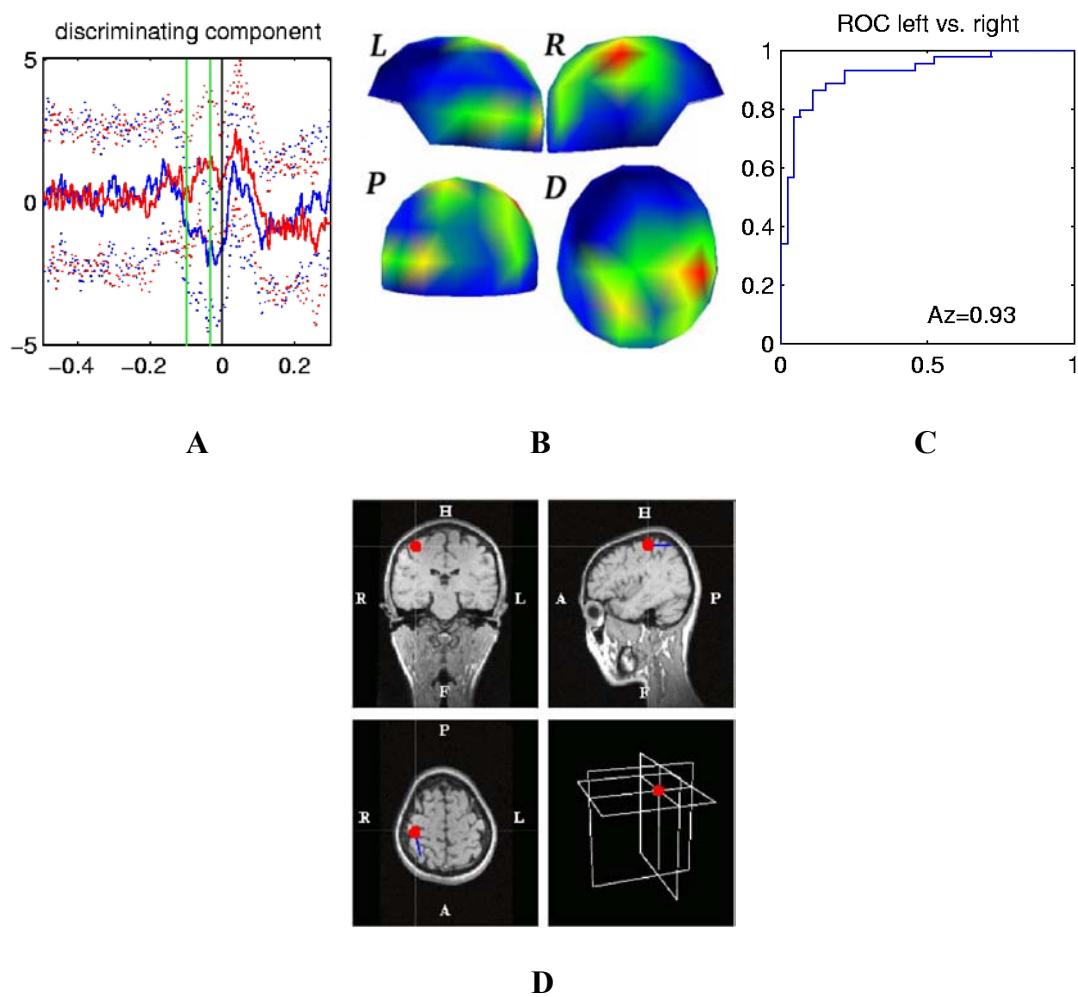 discriminating component
5
0
−5
−0.4
−0.2
0
0.2
A
L
R
P
D
B
ROC left vs. right
1
0.8
0.6
0.4
0.2
0
0
0.5
1
Az=0.93
C
H
R
L
F
H
A
P
F
P
R
L
A
D